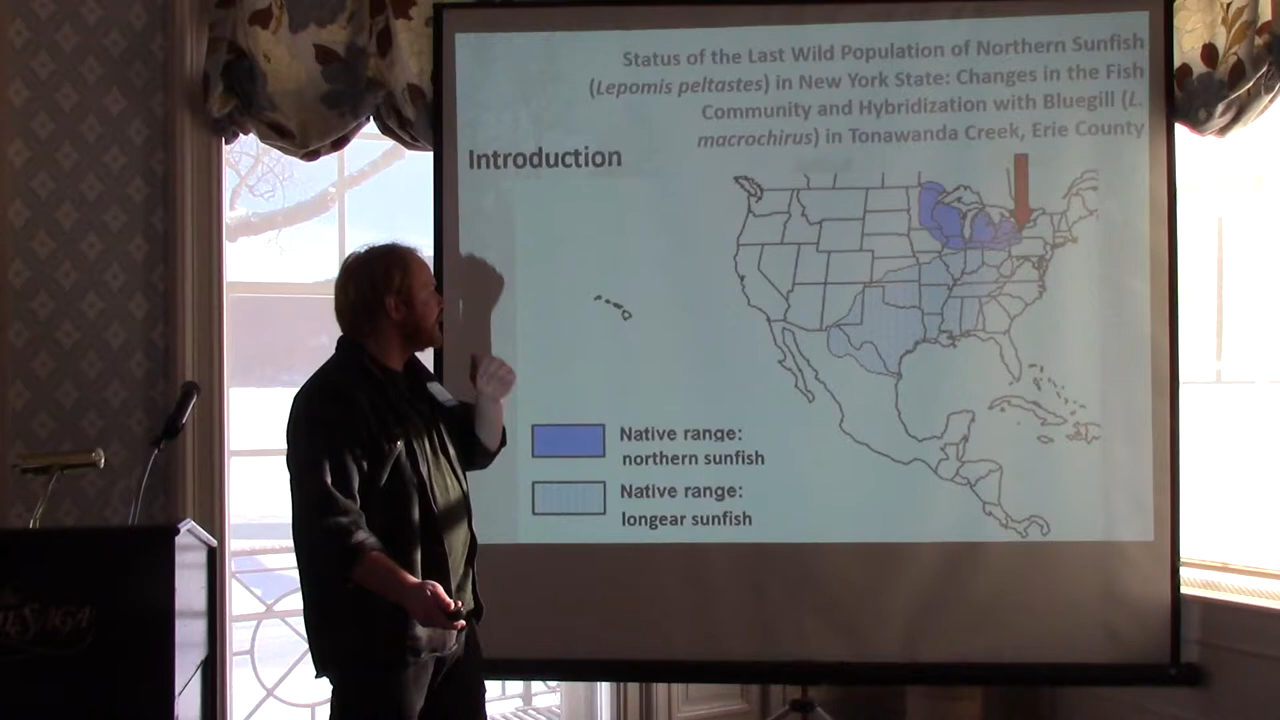 Status of the Last Wild Population of Northern Sunfish
(Lepomis peltastes) in New York State: Changes in the Fish
Community and Hybridization with Bluegill (L.
macrochirus) in Tonawanda Creek, Erie County
Introduction
Native range:
northern sunfish
Native range:
longear sunfish